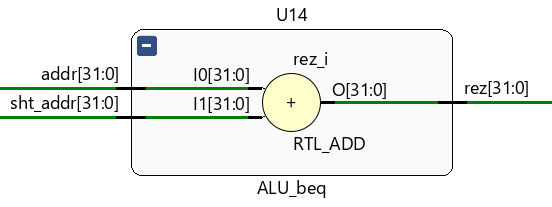 U14
rez_i
addr[31:0] I0[31:0] O[31:0] rez[31:0]
sht_addr[31:0] I1[31:0] +
RTL_ADD
ALU_beq